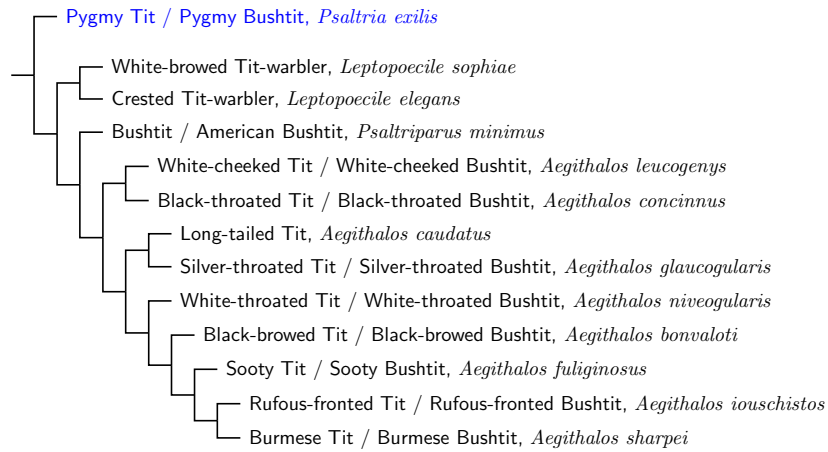 Pygmy Tit / Pygmy Bushtit, Psaltria exilis
White-browed Tit-warbler, Leptopoecile sophiae
Crested Tit-warbler, Leptopoecile elegans
Bushtit / American Bushtit, Psaltriparus minimus
White-cheeked Tit / White-cheeked Bushtit, Aegithalos leucogenys
Black-throated Tit / Black-throated Bushtit, Aegithalos concinnus
Long-tailed Tit, Aegithalos caudatus
Silver-throated Tit / Silver-throated Bushtit, Aegithalos glaucogularis
White-throated Tit / White-throated Bushtit, Aegithalos niveogularis
Black-browed Tit / Black-browed Bushtit, Aegithalos bonvaloti
Sooty Tit / Sooty Bushtit, Aegithalos fuliginosus
Rufous-fronted Tit / Rufous-fronted Bushtit, Aegithalos iouschistos
Burmese Tit / Burmese Bushtit, Aegithalos sharpei